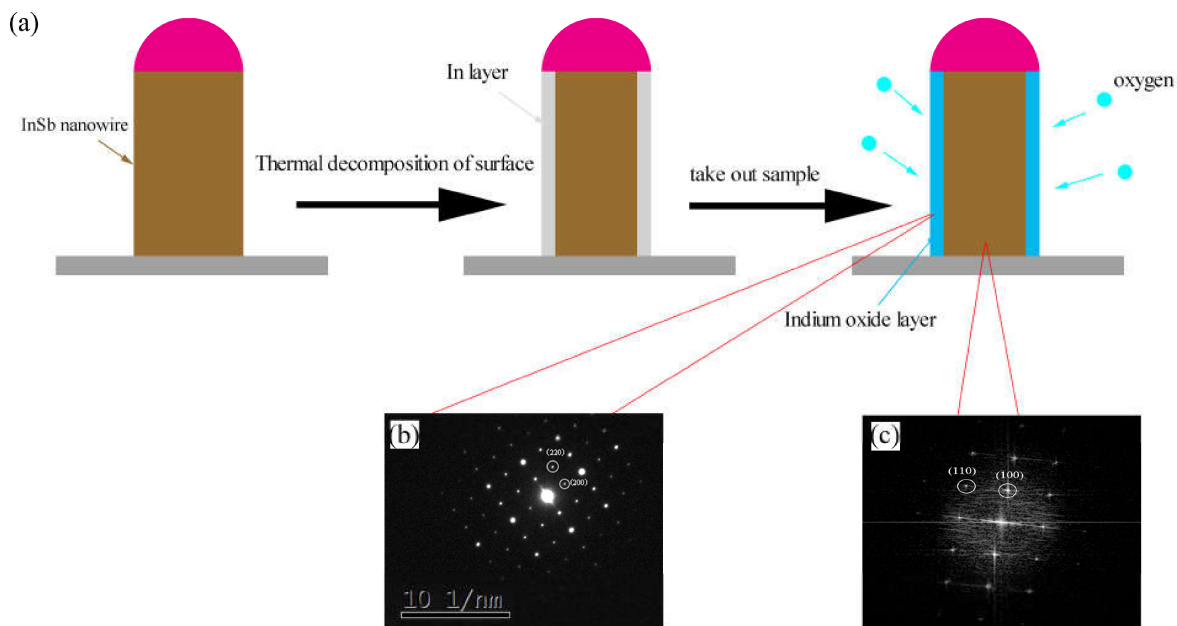 (a)
In layer
oxygen
InSb nanowire
Thermal decomposition of surface
take out sample
Indium oxide layer
(b)
(220)
(200)
10 1/nm
(c)
(110)
(100)